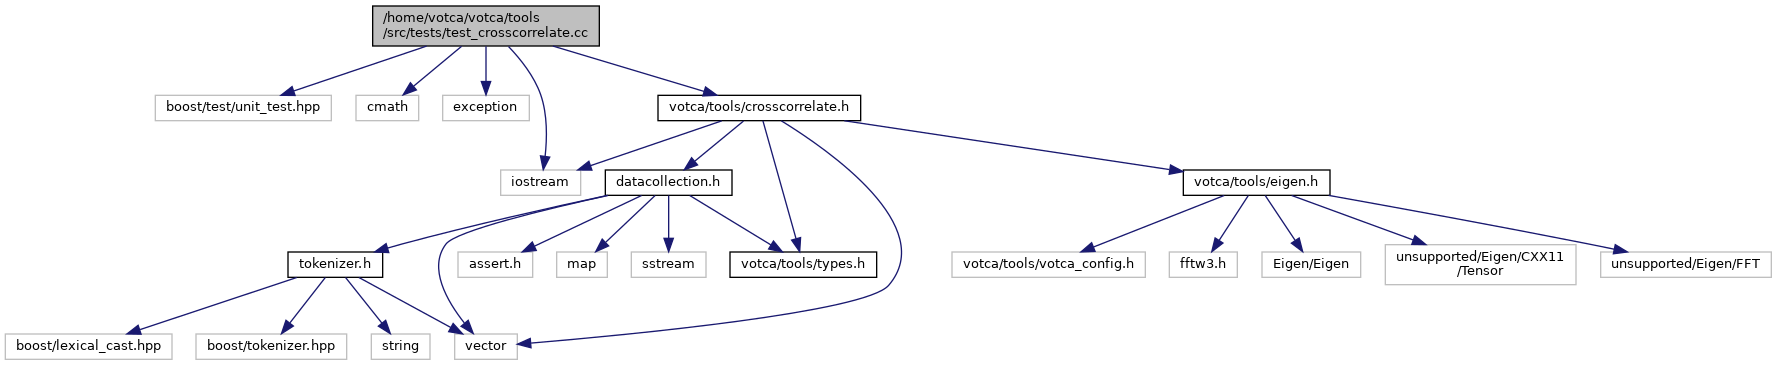 /home/votca/votca/tools
/src/tests/test_crosscorrelate.cc
boost/test/unit_test.hpp
cmath
exception
votca/tools/crosscorrelate.h
iostream
datacollection.h
votca/tools/eigen.h
tokenizer.h
assert.h
map
sstream
votca/tools/types.h
votca/tools/votca_config.h
fftw3.h
Eigen/Eigen
unsupported/Eigen/CXX11
/Tensor
unsupported/Eigen/FFT
boost/lexical_cast.hpp
boost/tokenizer.hpp
string
vector